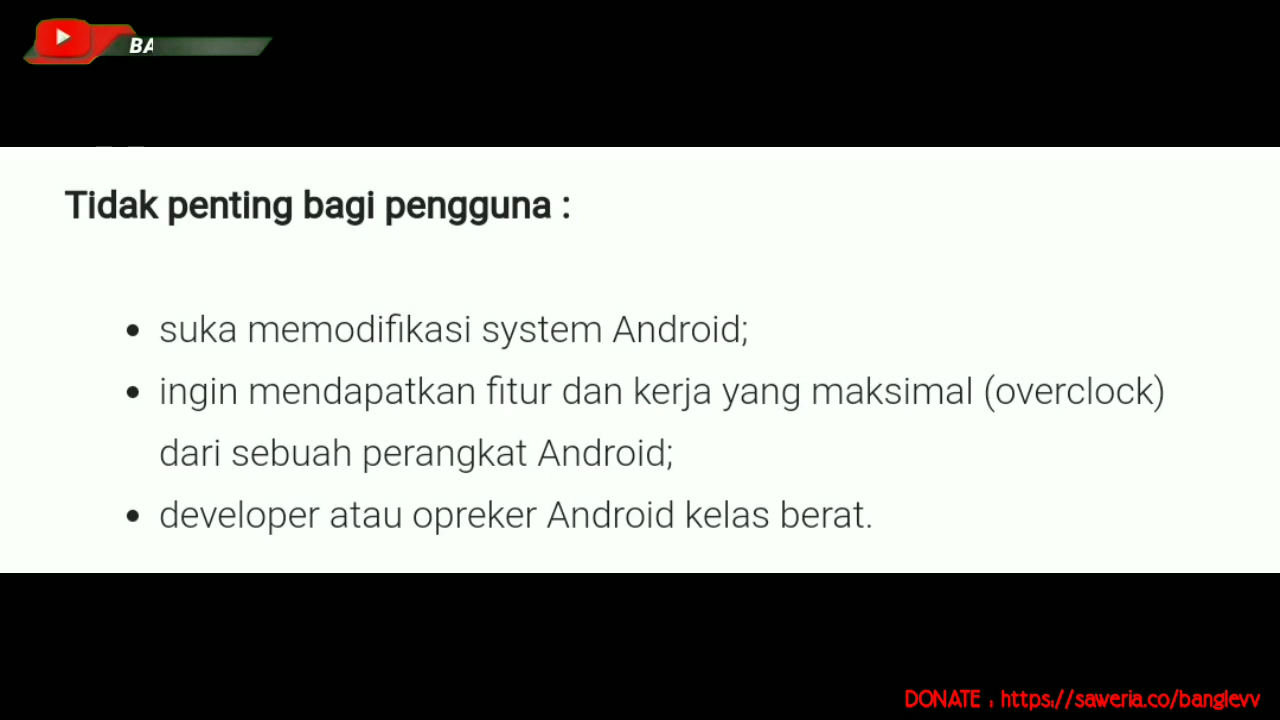 BA
Tidak penting bagi pengguna :
• suka memodifikasi system Android;
• ingin mendapatkan fitur dan kerja yang maksimal (overclock)
dari sebuah perangkat Android;
• developer atau opreker Android kelas berat.
DONATE : https://saweria.co/banglevv